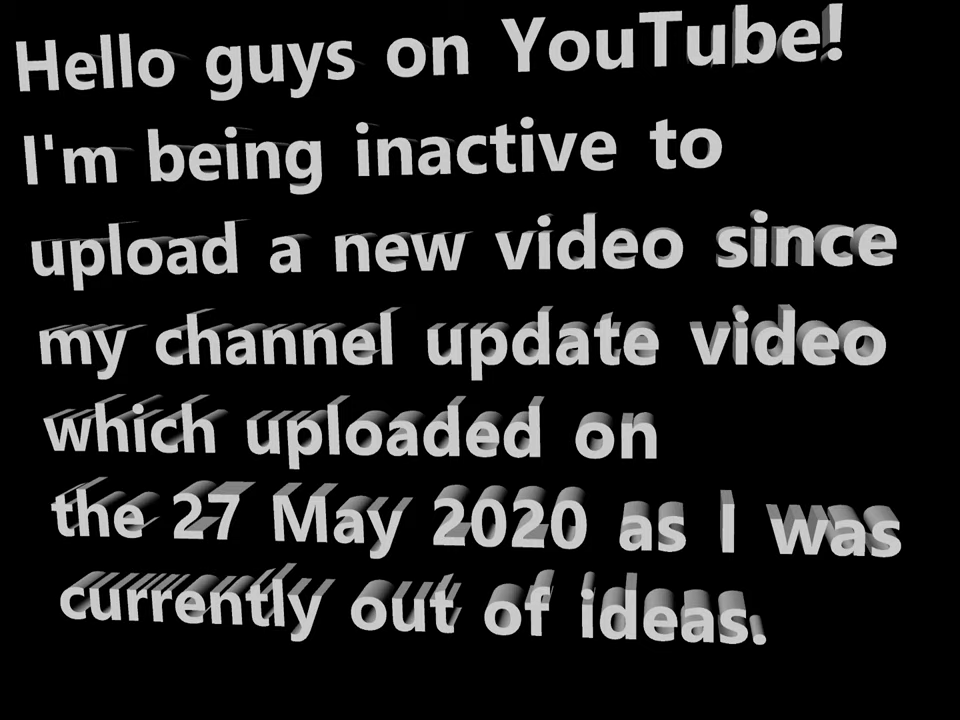 Hello guys on YouTube!
I'm being inactive to
upload a new video since
my channel update video
which uploaded on
the 27 May 2020 as I was
currently out of ideas.